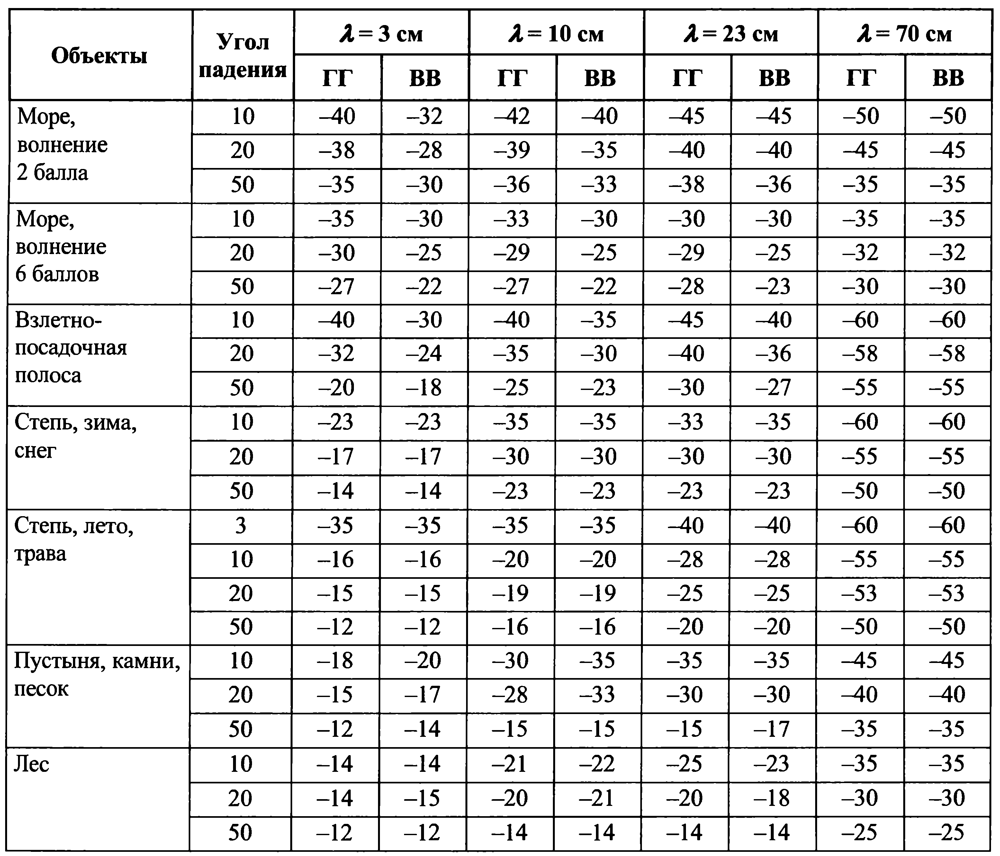 Объекты Угол падения λ = 3 см λ = 10 см λ = 23 см λ = 70 см
ГГ ВВ ГГ ВВ ГГ ВВ ГГ ВВ
Море, волнение 2 балла 10 –40 –32 –42 –40 –45 –45 –50 –50
20 –38 –28 –39 –35 –40 –40 –45 –45
50 –35 –30 –36 –33 –38 –36 –35 –35
Море, волнение 6 баллов 10 –35 –30 –33 –30 –30 –30 –35 –35
20 –30 –25 –29 –25 –29 –25 –32 –32
50 –27 –22 –27 –22 –28 –23 –30 –30
Взлетно-посадочная полоса 10 –40 –30 –40 –35 –45 –40 –60 –60
20 –32 –24 –35 –30 –40 –36 –58 –58
50 –20 –18 –25 –23 –30 –27 –55 –55
Степь, зима, снег 10 –23 –23 –35 –35 –33 –35 –60 –60
20 –17 –17 –30 –30 –30 –30 –55 –55
50 –14 –14 –23 –23 –23 –23 –50 –50
Степь, лето, трава 3 –35 –35 –35 –35 –40 –40 –60 –60
10 –16 –16 –20 –20 –28 –28 –55 –55
20 –15 –15 –19 –19 –25 –25 –53 –53
50 –12 –12 –16 –16 –20 –20 –50 –50
Пустыня, камни, песок 10 –18 –20 –30 –35 –35 –35 –45 –45
20 –15 –17 –28 –33 –30 –30 –40 –40
50 –12 –14 –15 –15 –15 –17 –35 –35
Лес 10 –14 –14 –21 –22 –25 –23 –35 –35
20 –14 –15 –20 –21 –20 –18 –30 –30
50 –12 –12 –14 –14 –14 –14 –25 –25